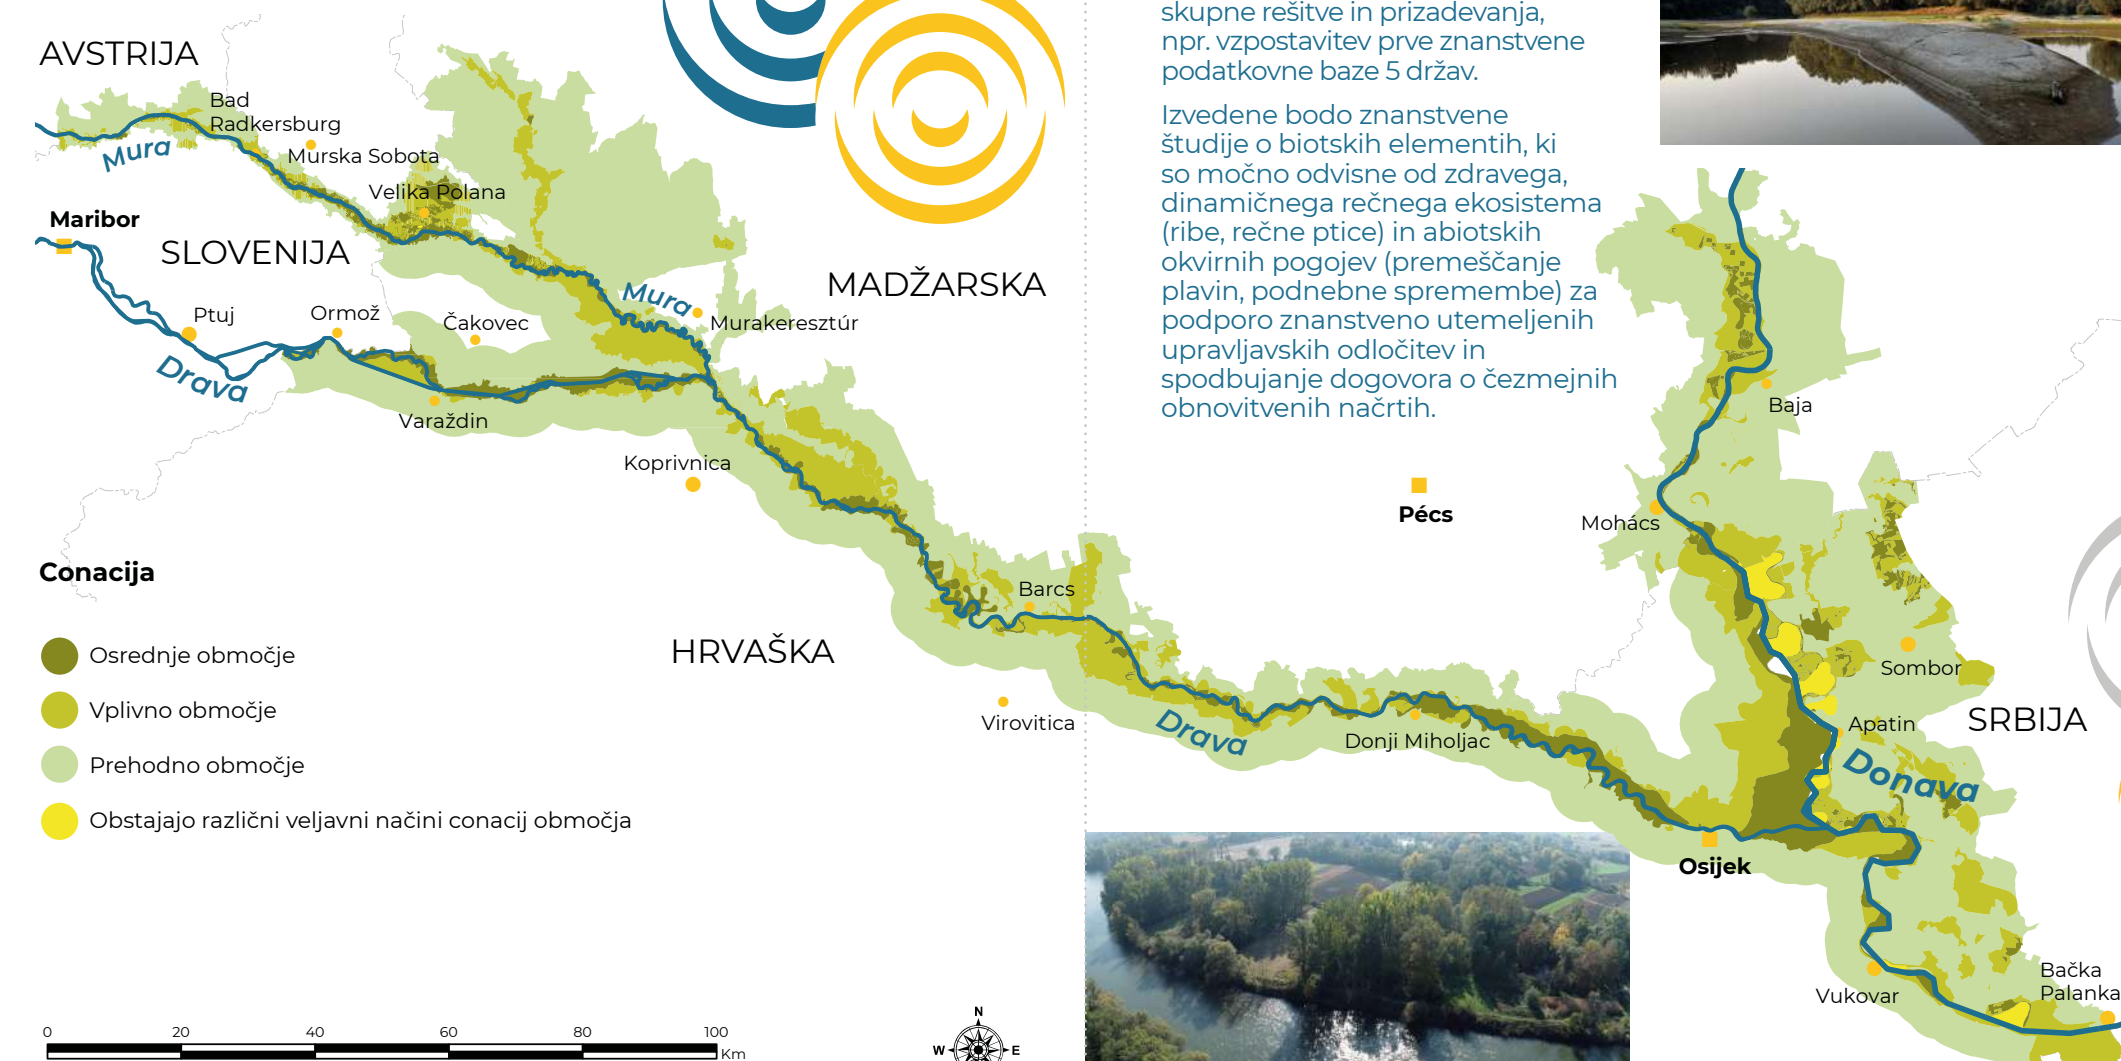 skupne rešitve in prizadevanja,
npr. vzpostavitev prve znanstvene
podatkovne baze 5 držav.
Izvedene bodo znanstvene
študije o biotskih elementih, ki
so močno odvisne od zdravega,
dinamičnega rečnega ekosistema
(ribe, rečne ptice) in abiotskih
okvirnih pogojev (premeščanje
plavin, podnebne spremembe) za
podporo znanstveno utemeljenih
upravljavskih odločitev in
spodbujanje dogovora o čezmejnih
obnovitvenih načrtih.
AVSTRIJA
Bad
Radkersburg
Mura
Murska Sobota
Velika Polana
Maribor
SLOVENIJA
MADŽARSKA
Mura
Ptuj
Ormož
Čakovec
Murakeresztúr
Drava
Varaždin
Koprivnica
Baja
Pécs
Mohács
Barcs
HRVAŠKA
Virovitica
Drava
Donji Miholjac
Sombor
Apatin
SRBIJA
Donava
Osijek
Vukovar
Bačka
Palanka
Conacija
Osrednje območje
Vplivno območje
Prehodno območje
Obstajajo različni veljavni načini conacij območja
0 20 40 60 80 100
Km
N
W E